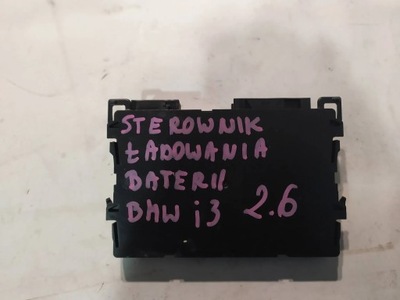 STEROWNIK
ŁADOWANIA
BATERII
BMW i3 2.6